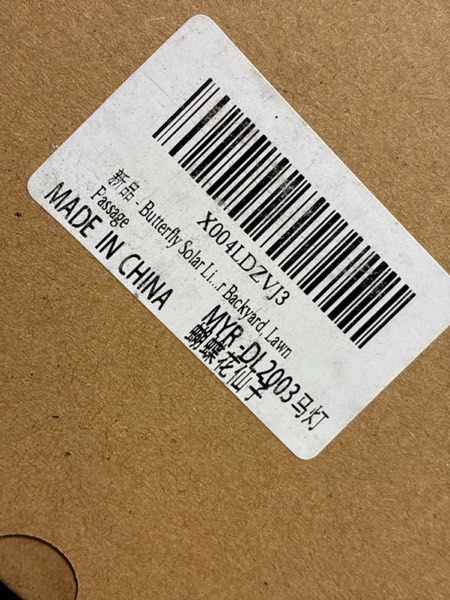 X004LDZVJ3
新品 - Butterfly Solar Li...r Backyard, Lawn
Passage
MADE IN CHINA
MYR-DL2003马灯
蝴蝶花仙子